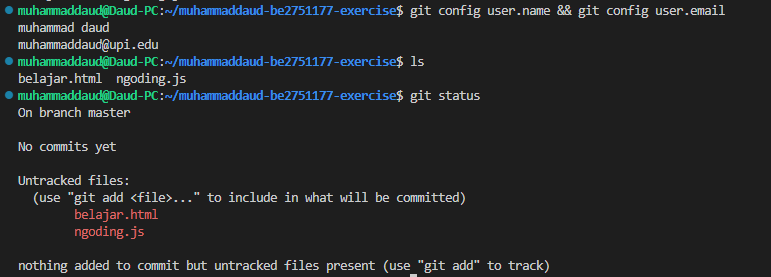 muhammaddaud@Daud-PC:~/muhammaddaud-be2751177-exercise$ git config user.name && git config user.email
muhammad daud
muhammaddaud@upi.edu
muhammaddaud@Daud-PC:~/muhammaddaud-be2751177-exercise$ ls
belajar.html  ngoding.js
muhammaddaud@Daud-PC:~/muhammaddaud-be2751177-exercise$ git status
On branch master

No commits yet

Untracked files:
  (use "git add <file>..." to include in what will be committed)
        belajar.html
        ngoding.js

nothing added to commit but untracked files present (use "git add" to track)